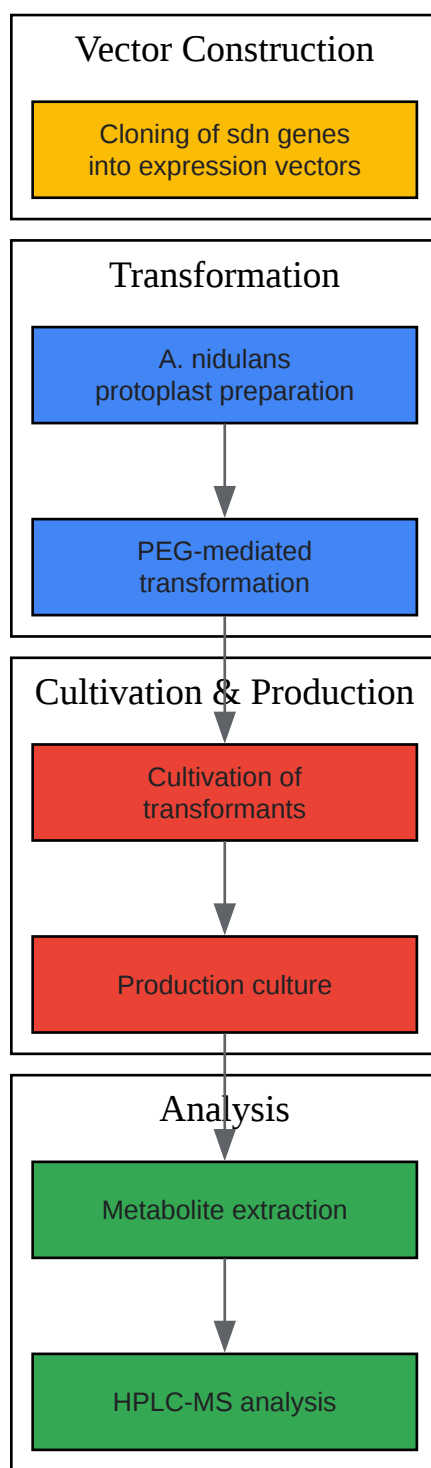 Vector Construction
Cloning of sdn genes
into expression vectors
Transformation
A. nidulans
protoplast preparation
PEG-mediated
transformation
Cultivation & Production
Cultivation of
transformants
Production culture
Analysis
Metabolite extraction
HPLC-MS analysis